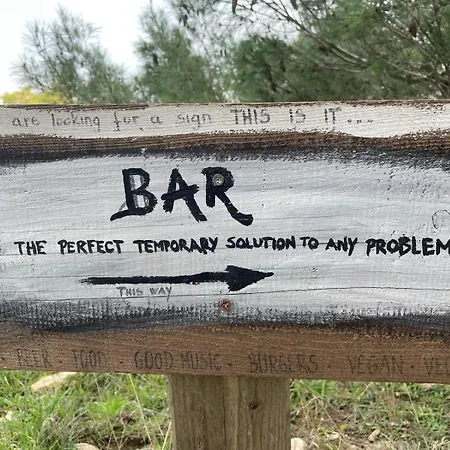 are looking for a sign THIS IS IT...
BAR
THE PERFECT TEMPORARY SOLUTION TO ANY PROBLEM
THIS WAY
BEER FOOD · GOOD MUSIC · BURGERS VEGAN · VE